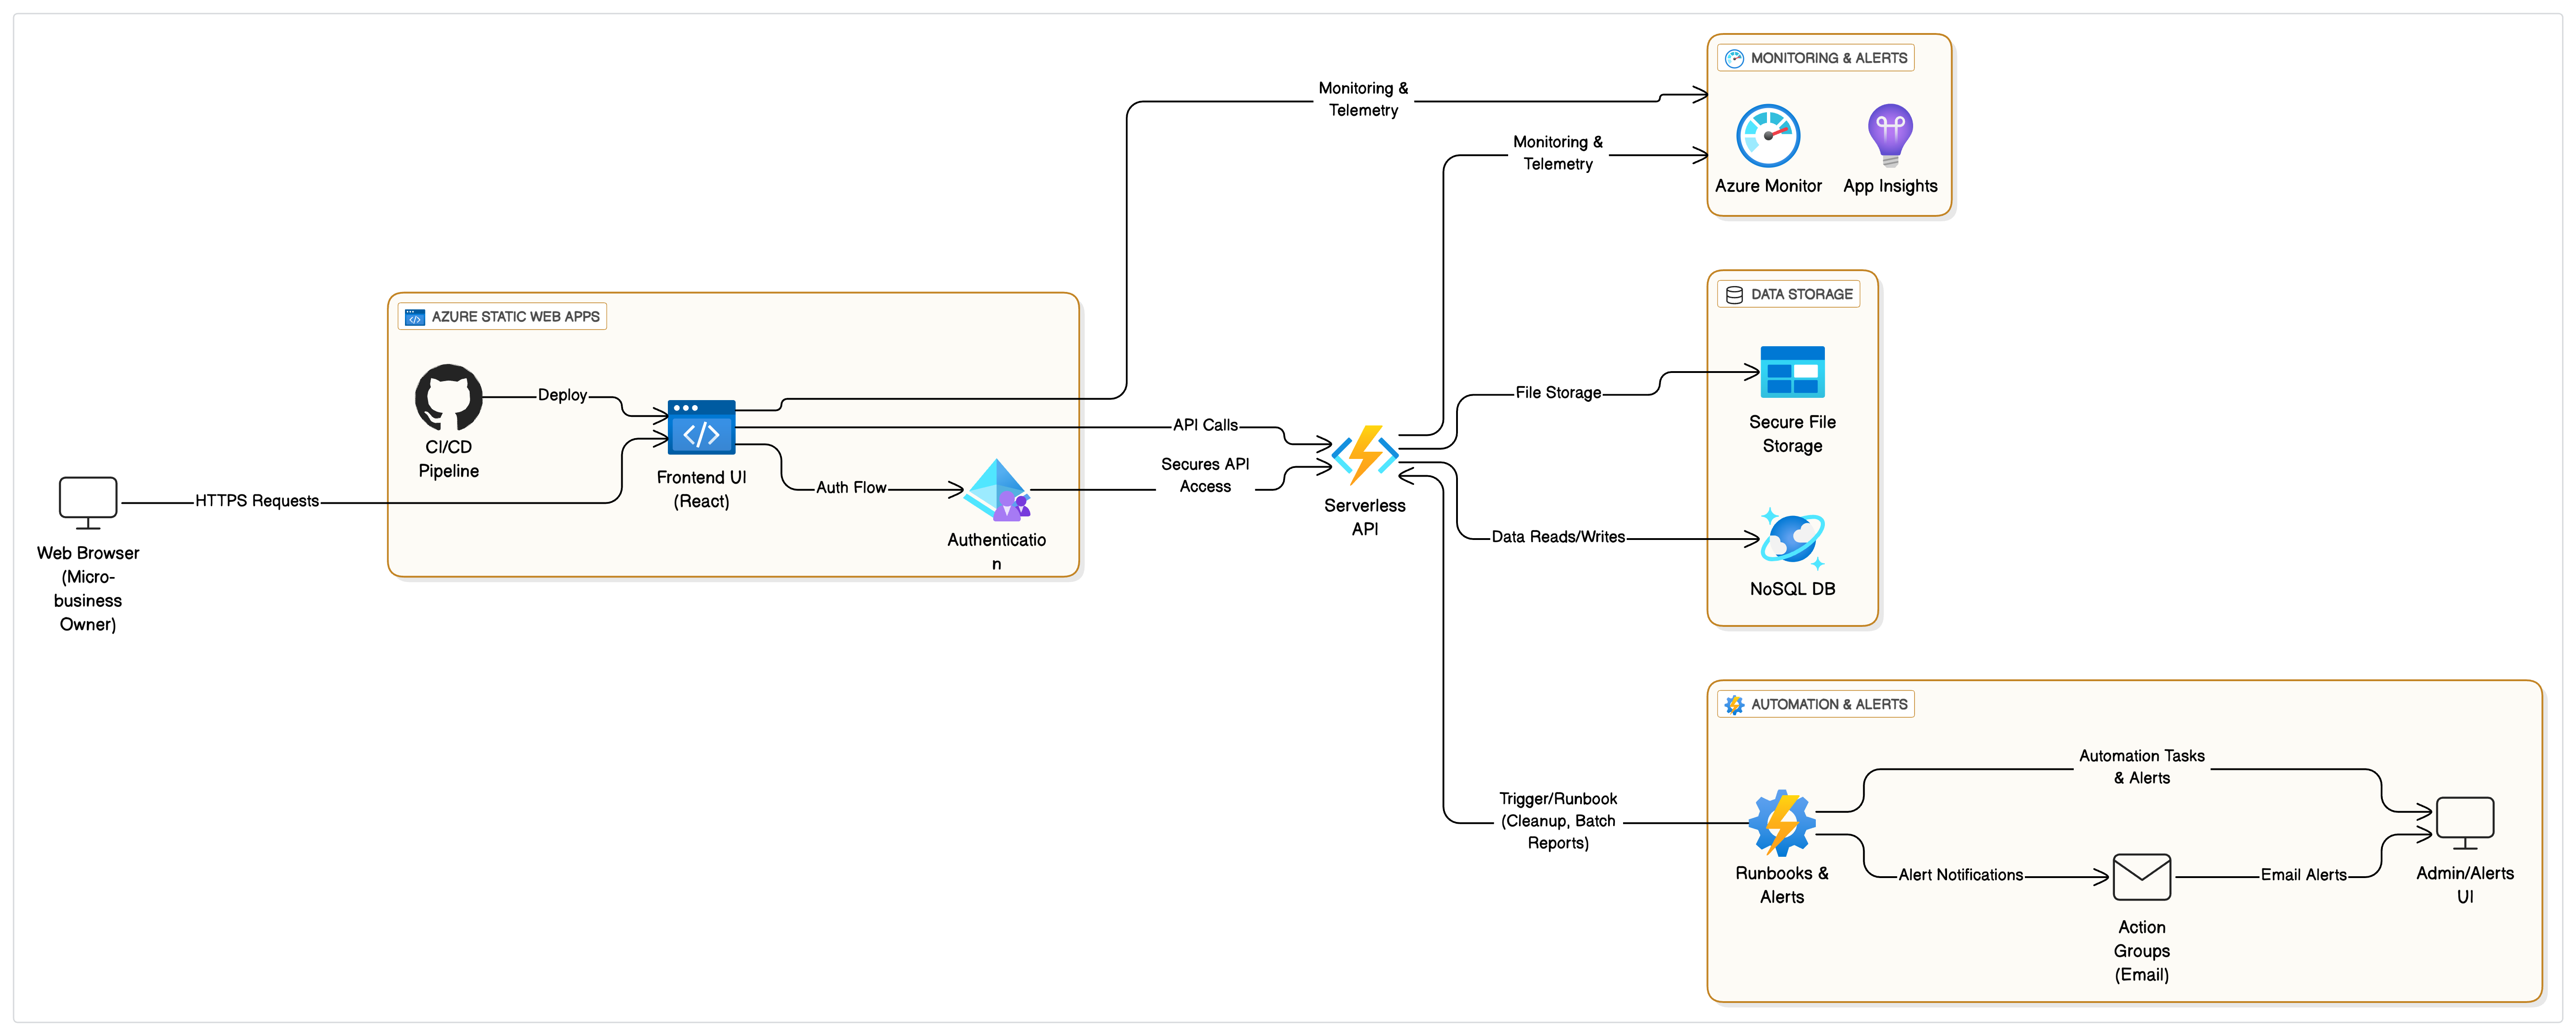 MONITORING & ALERTS
Monitoring &
Telemetry
Monitoring &
Telemetry
Azure Monitor
App Insights
DATA STORAGE
AZURE STATIC WEB APPS
Deploy
CI/CD
Pipeline
File Storage
Secure File
Storage
API Calls
Frontend UI
(React)
Secures API
Access
Auth Flow
HTTPS Requests
Serverless
API
Authenticatio
n
Data Reads/Writes
NoSQL DB
Web Browser
(Micro-
business
Owner)
AUTOMATION & ALERTS
Automation Tasks
& Alerts
Trigger/Runbook
(Cleanup, Batch
Reports)
Runbooks &
Alerts
Alert Notifications
Email Alerts
Admin/Alerts
UI
Action
Groups
(Email)